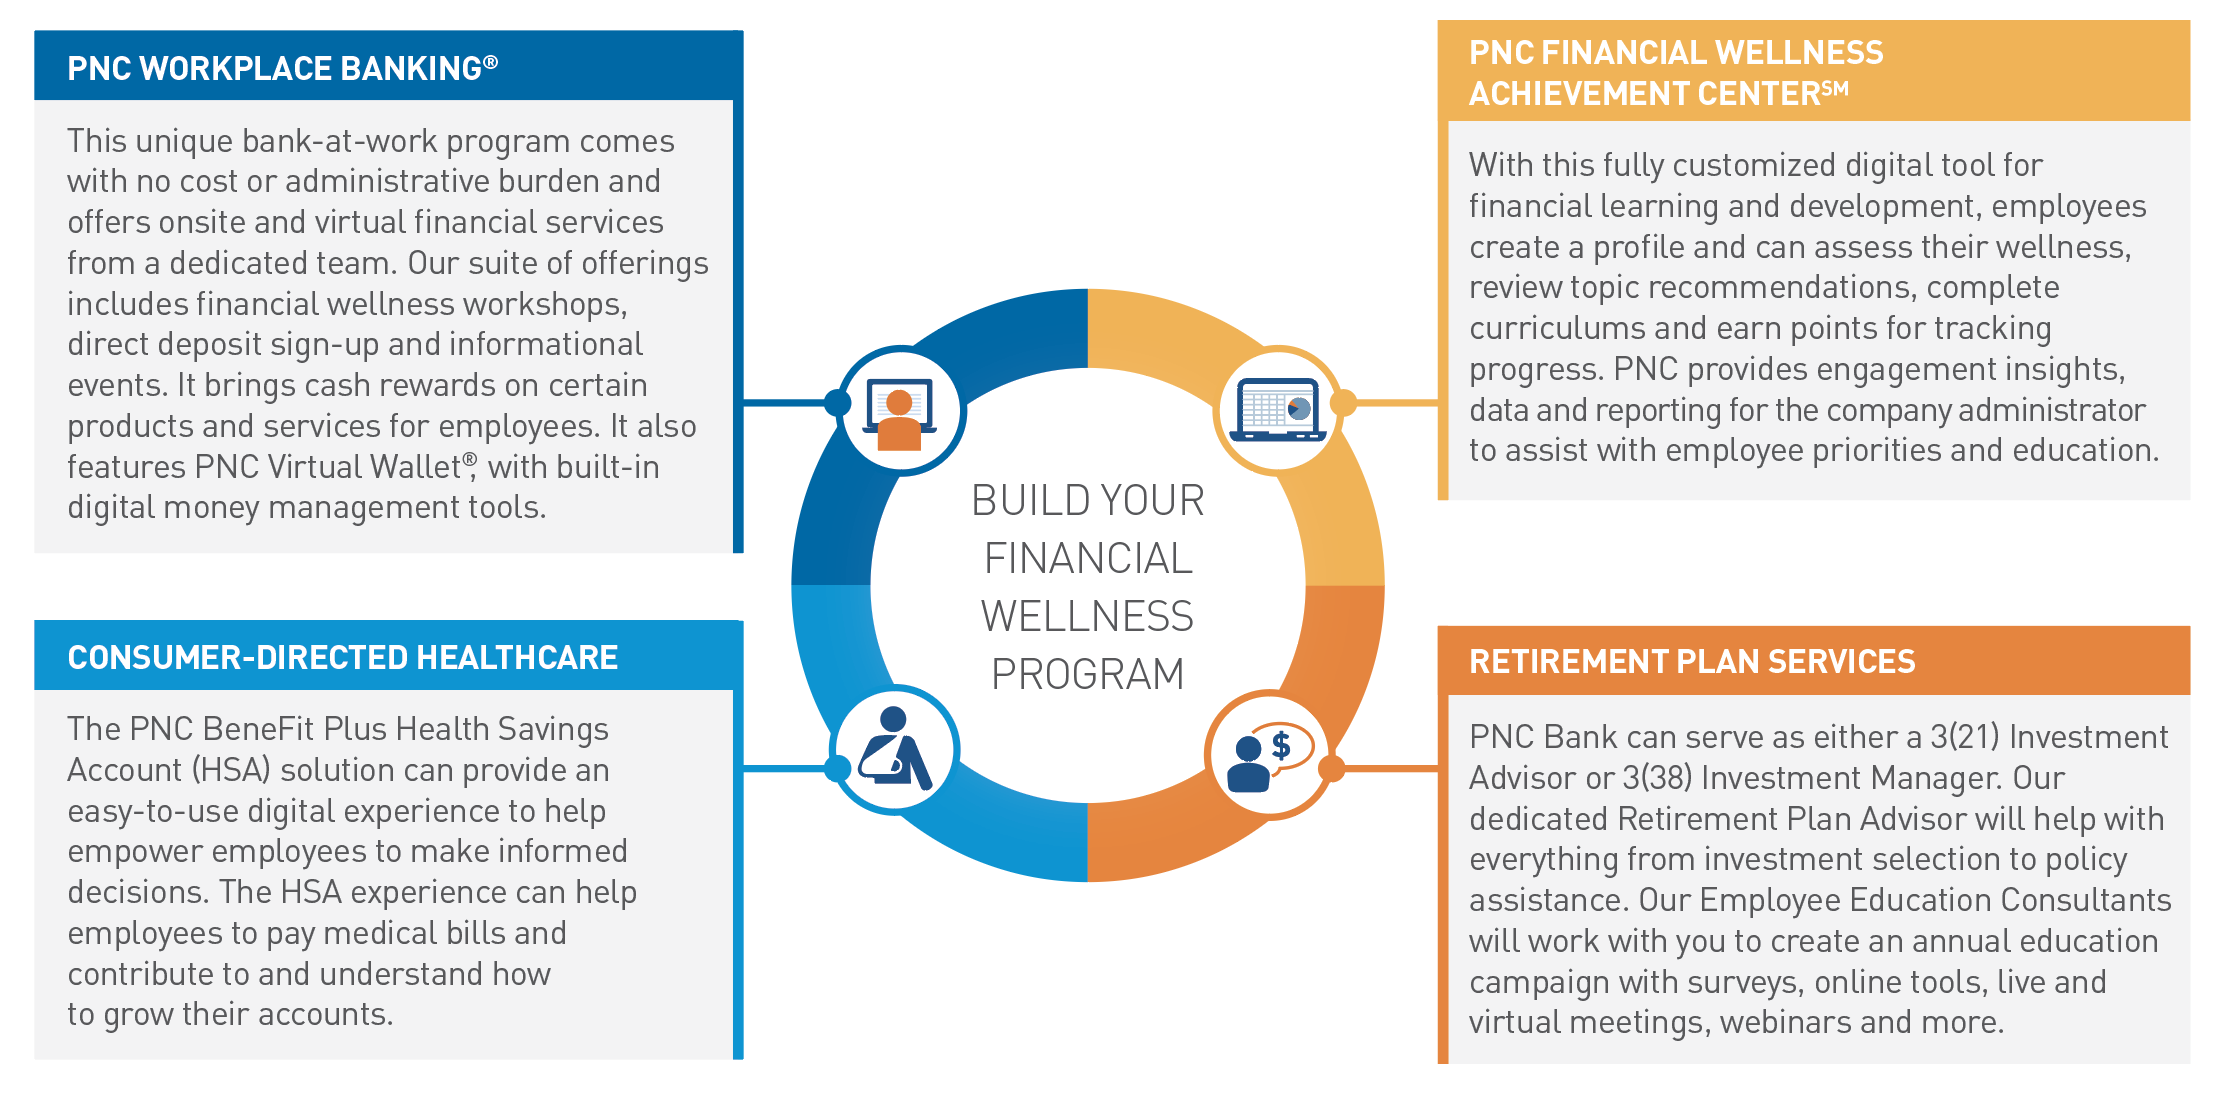 PNC WORKPLACE BANKING®
This unique bank-at-work program comes
with no cost or administrative burden and
offers onsite and virtual financial services
from a dedicated team. Our suite of offerings
includes financial wellness workshops,
direct deposit sign-up and informational
events. It brings cash rewards on certain
products and services for employees. It also
features PNC Virtual Wallet®, with built-in
digital money management tools.
PNC FINANCIAL WELLNESS
ACHIEVEMENT CENTER℠
With this fully customized digital tool for
financial learning and development, employees
create a profile and can assess their wellness,
review topic recommendations, complete
curriculums and earn points for tracking
progress. PNC provides engagement insights,
data and reporting for the company administrator
to assist with employee priorities and education.
BUILD YOUR
FINANCIAL
WELLNESS
PROGRAM
$
CONSUMER-DIRECTED HEALTHCARE
The PNC BeneFit Plus Health Savings
Account (HSA) solution can provide an
easy-to-use digital experience to help
empower employees to make informed
decisions. The HSA experience can help
employees to pay medical bills and
contribute to and understand how
to grow their accounts.
RETIREMENT PLAN SERVICES
PNC Bank can serve as either a 3(21) Investment
Advisor or 3(38) Investment Manager. Our
dedicated Retirement Plan Advisor will help with
everything from investment selection to policy
assistance. Our Employee Education Consultants
will work with you to create an annual education
campaign with surveys, online tools, live and
virtual meetings, webinars and more.